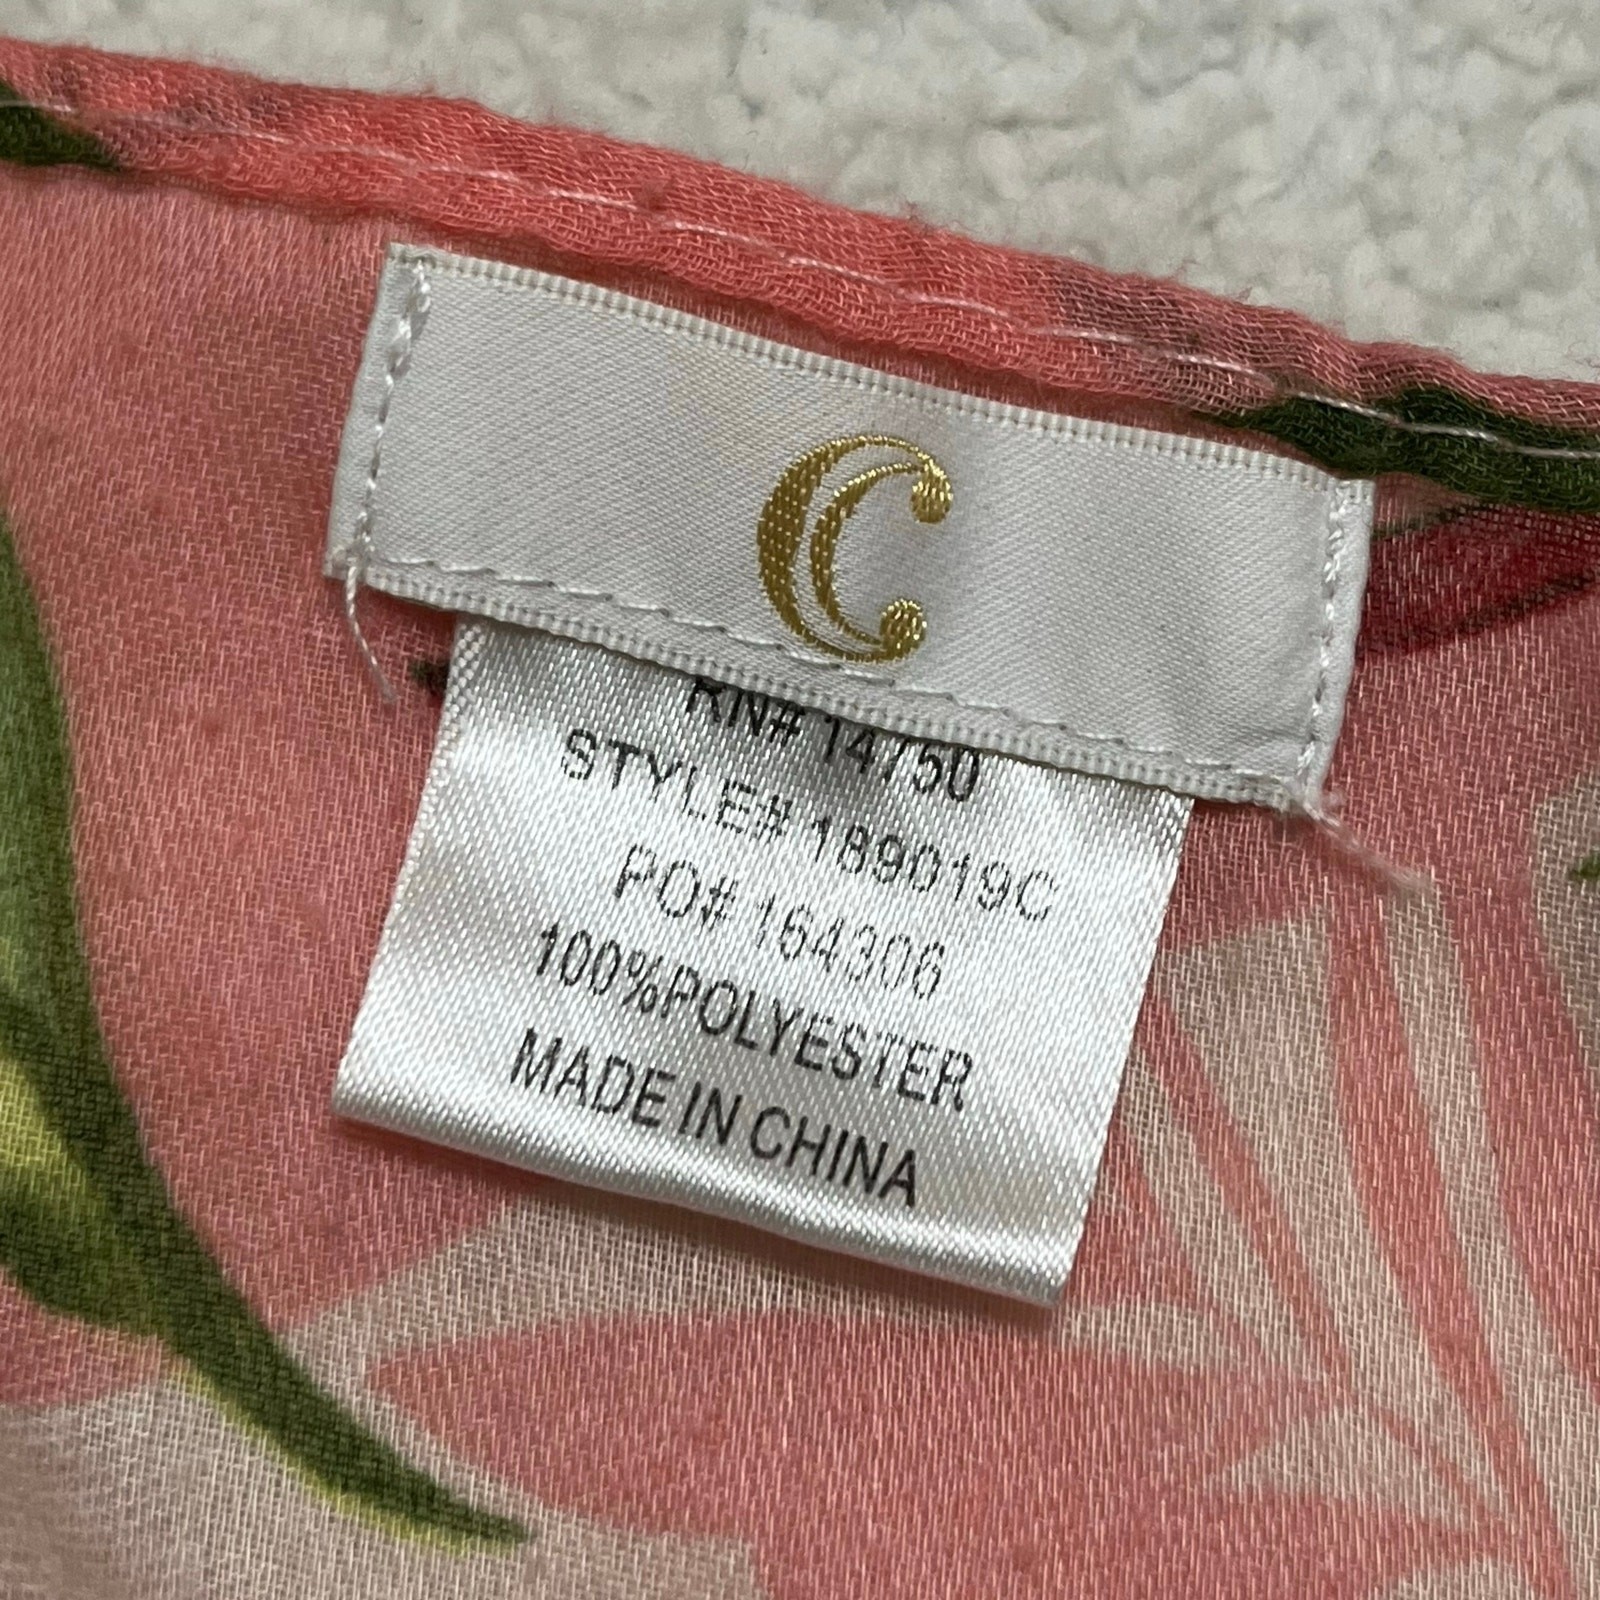 C
RN# 14750
STYLE# 189019C
PO# 164306
100%POLYESTER
MADE IN CHINA